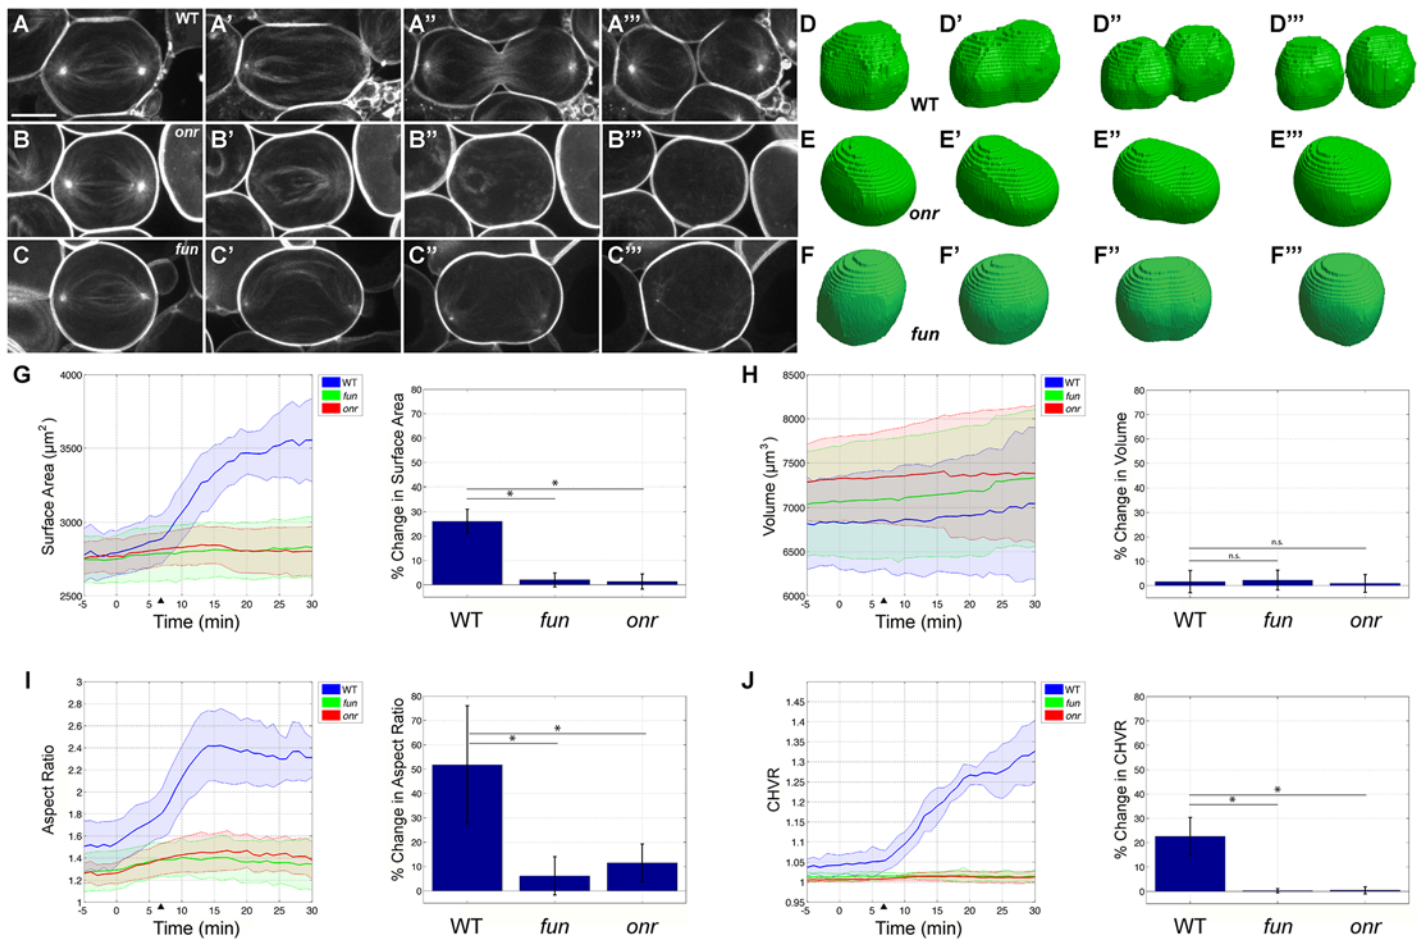 A WT A’ A’’ A’’’ D D’ D’’ D’’’
WT
B onr B’ B’’ B’’’ E E’ E’’ E’’’
onr
C fun C’ C’’ C’’’ F F’ F’’ F’’’
fun
G
4000
3500
3000
2500
Surface Area (µm²)
-5 0 5 10 15 20 25 30
Time (min)
WT
fun
onr
80
70
60
50
40
30
20
10
0
% Change in Surface Area
* *
WT fun onr
H
8500
8000
7500
7000
6500
6000
Volume (µm³)
-5 0 5 10 15 20 25 30
Time (min)
WT
fun
onr
80
70
60
50
40
30
20
10
0
% Change in Volume
n.s.
n.s.
WT fun onr
I
3
2.8
2.6
2.4
2.2
2
1.8
1.6
1.4
1.2
1
Aspect Ratio
-5 0 5 10 15 20 25 30
Time (min)
WT
fun
onr
80
70
60
50
40
30
20
10
0
% Change in Aspect Ratio
* *
WT fun onr
J
1.45
1.4
1.35
1.3
1.25
1.2
1.15
1.1
1.05
1
0.95
CHVR
-5 0 5 10 15 20 25 30
Time (min)
WT
fun
onr
80
70
60
50
40
30
20
10
0
% Change in CHVR
* *
WT fun onr